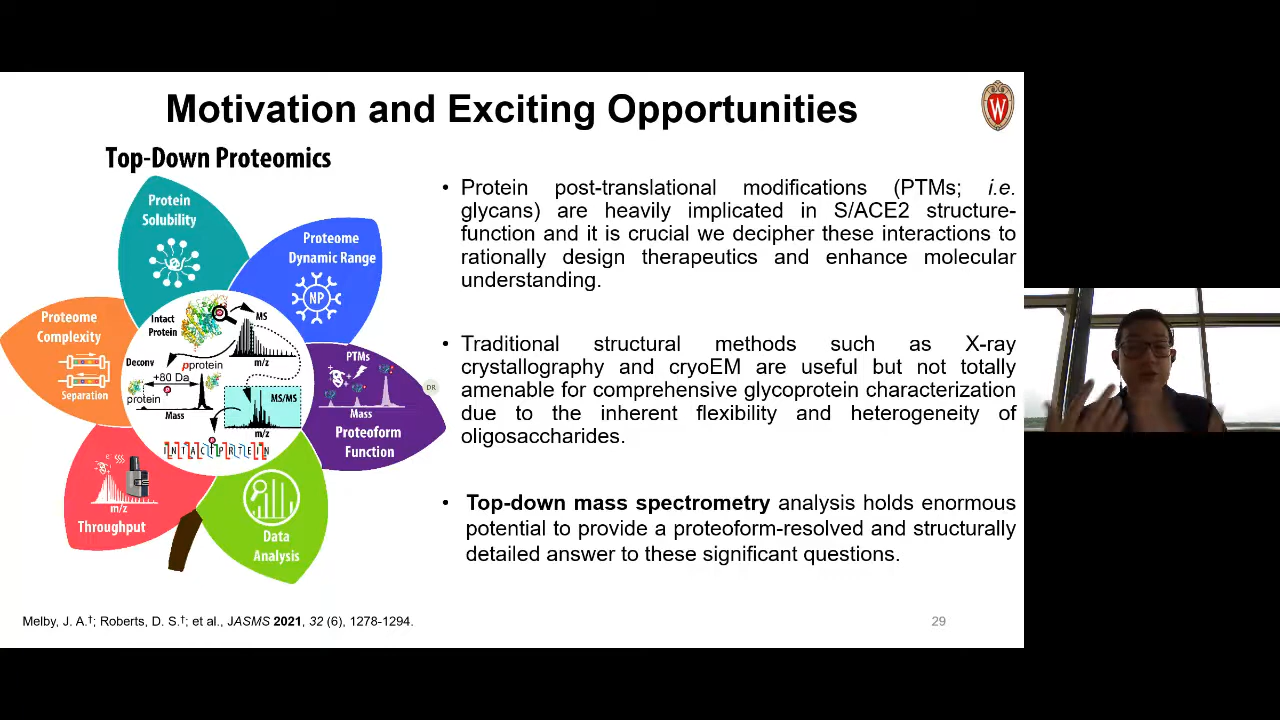 Motivation and Exciting Opportunities
W
Top-Down Proteomics
Protein
Solubility
Proteome
Dynamic Range
NP
Proteome
Complexity
Separation
Intact
Protein
MS
m/z
Deconv
pprotein
+80 Da
protein
Mass
MS/MS
m/z
INTACTPROTEIN
PTMs
Mass
Proteoform
Function
DR
m/z
Throughput
Data
Analysis
• Protein post-translational modifications (PTMs; i.e.
glycans) are heavily implicated in S/ACE2 structure-
function and it is crucial we decipher these interactions to
rationally design therapeutics and enhance molecular
understanding.
• Traditional structural methods such as X-ray
crystallography and cryoEM are useful but not totally
amenable for comprehensive glycoprotein characterization
due to the inherent flexibility and heterogeneity of
oligosaccharides.
• Top-down mass spectrometry analysis holds enormous
potential to provide a proteoform-resolved and structurally
detailed answer to these significant questions.
Melby, J. A.†; Roberts, D. S.†; et al., JASMS 2021, 32 (6), 1278-1294.
29